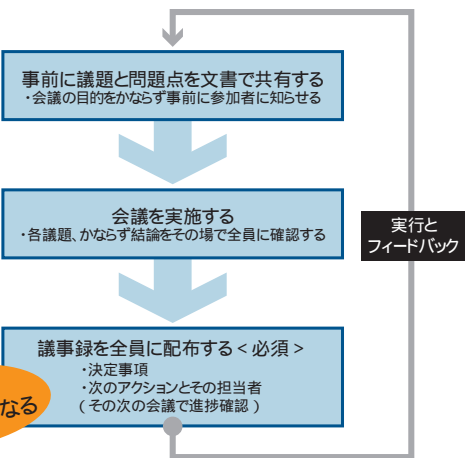 事前に議題と問題点を文書で共有する
・会議の目的をかならず事前に参加者に知らせる
会議を実施する
・各議題、かならず結論をその場で全員に確認する
実行と
フィードバック
議事録を全員に配布する＜必須＞
・決定事項
・次のアクションとその担当者
(その次の会議で進捗確認)
なる